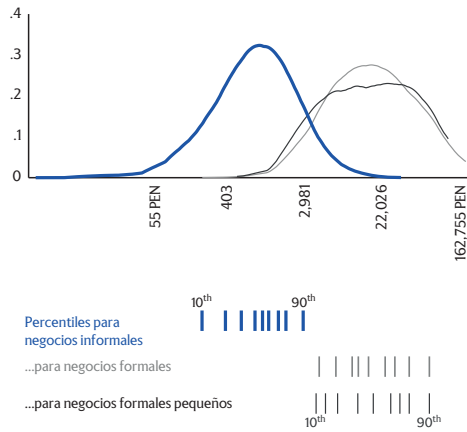 .4
.3
.2
.1
0
55 PEN
403
2,981
22,026
162,755 PEN
10th
90th
Percentiles para
negocios informales
...para negocios formales
...para negocios formales pequeños
10th
90th